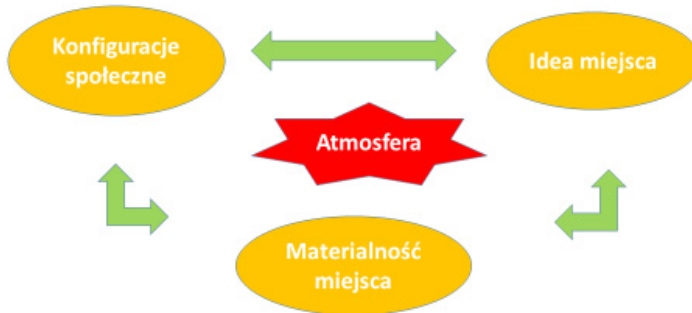 Konfiguracje
społeczne
Idea miejsca
Atmosfera
Materialność
miejsca